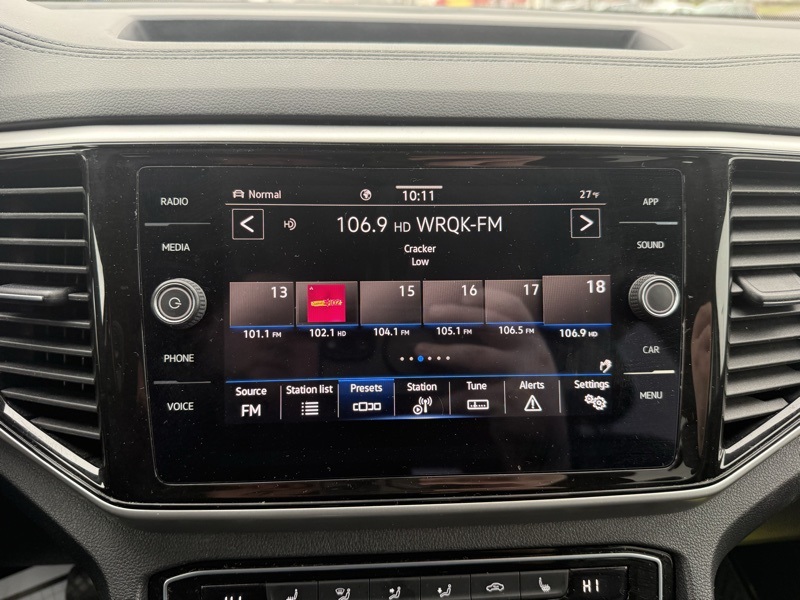 RADIO
MEDIA
PHONE
VOICE
Normal 10:11 27°F
106.9 HD WRQK-FM
Cracker
Low
13 15 16 17 18
101.1 FM 102.1 HD 104.1 FM 105.1 FM 106.5 FM 106.9 HD
Source Station list Presets Station Tune Alerts Settings
FM
APP
SOUND
CAR
MENU
HI